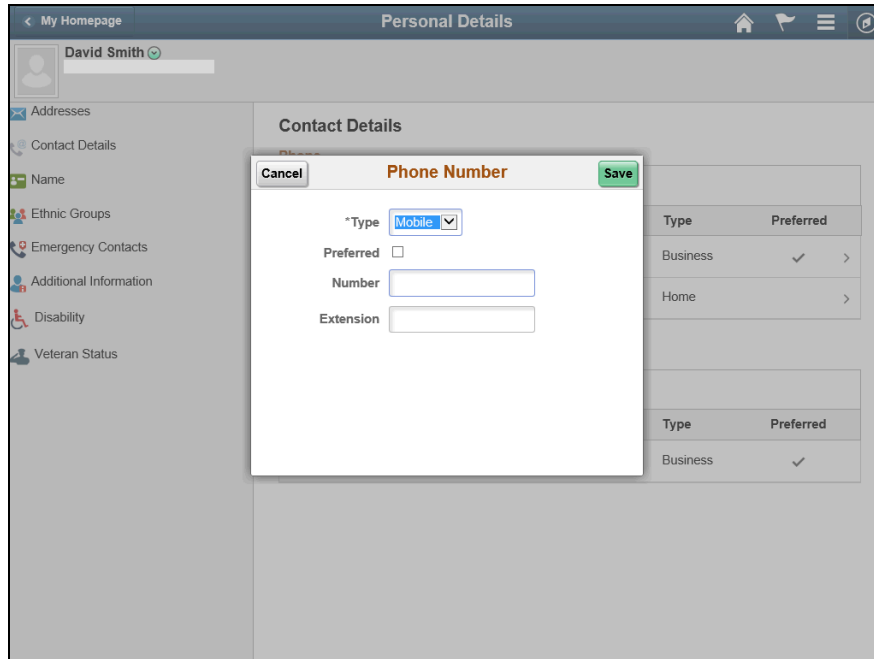 My Homepage
Personal Details
David Smith
Addresses
Contact Details
Name
Ethnic Groups
Emergency Contacts
Additional Information
Disability
Veteran Status
Contact Details
Phone
Cancel
Phone Number
Save
*Type Mobile
Preferred
Number
Extension
Type Preferred
Business
Home
Type Preferred
Business